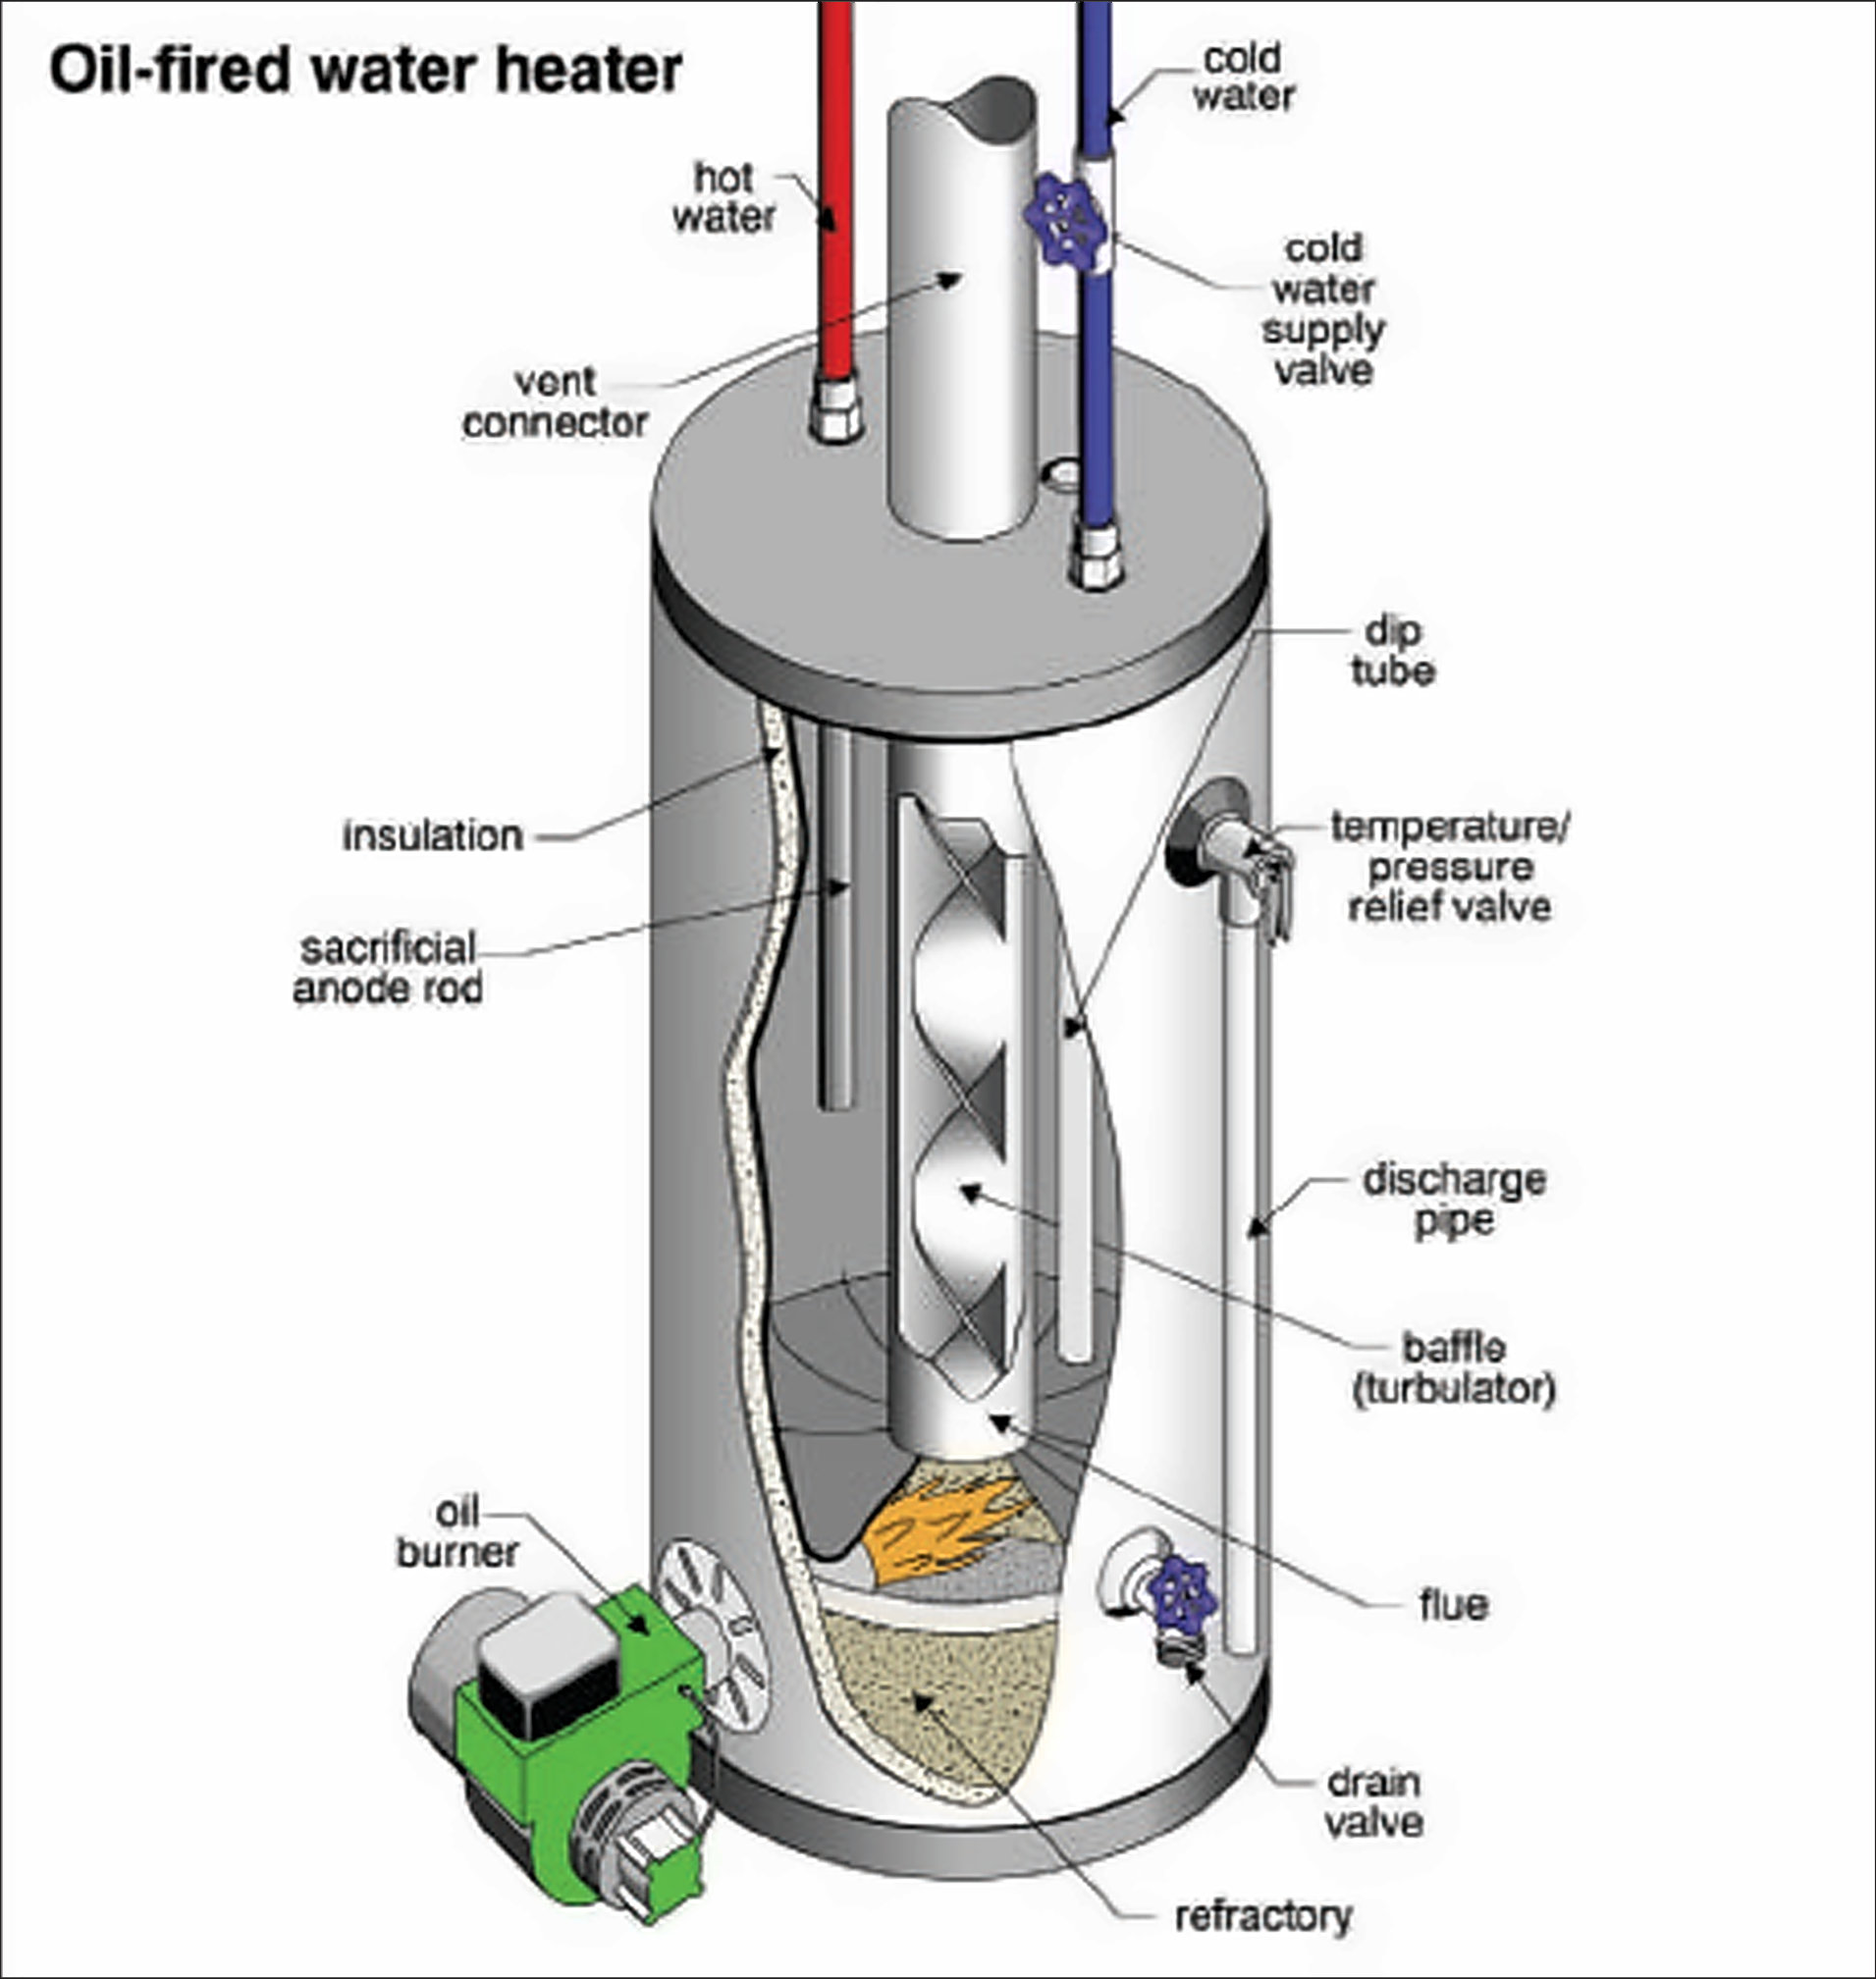 Oil-fired water heater
cold
water
hot
water
cold
water
supply
valve
vent
connector
dip
tube
insulation
temperature/
pressure
relief valve
sacrificial
anode rod
discharge
pipe
baffle
(turbulator)
oil
burner
flue
drain
valve
refractory